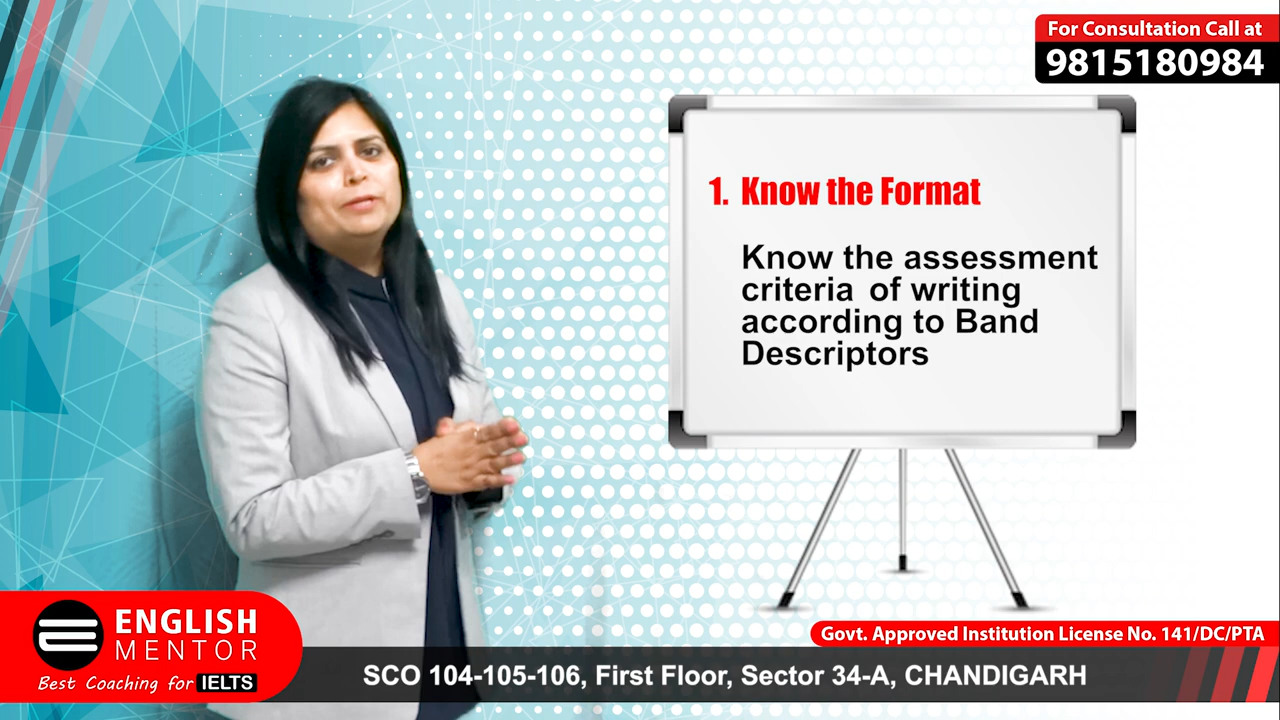 For Consultation Call at
9815180984
1. Know the Format
Know the assessment
criteria of writing
according to Band
Descriptors
Govt. Approved Institution License No. 141/DC/PTA
ENGLISH
MENTOR
Best Coaching for IELTS
SCO 104-105-106, First Floor, Sector 34-A, CHANDIGARH